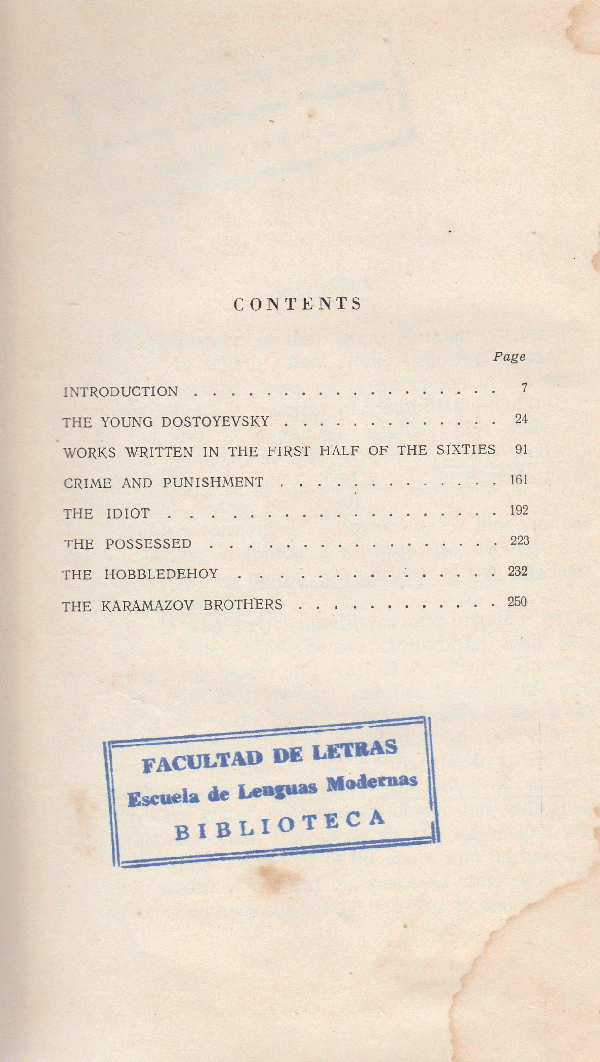 CONTENTS
Page
INTRODUCTION . . . . . . . . . . . . . . . . . 7
THE YOUNG DOSTOYEVSKY . . . . . . . . . . . . 24
WORKS WRITTEN IN THE FIRST HALF OF THE SIXTIES 91
CRIME AND PUNISHMENT . . . . . . . . . . . . 161
THE IDIOT . . . . . . . . . . . . . . . . . . 192
THE POSSESSED . . . . . . . . . . . . . . . . 223
THE HOBBLEDEHOY . . . . . . . . . . . . . . . 232
THE KARAMAZOV BROTHERS . . . . . . . . . . . 250
FACULTAD DE LETRAS
Escuela de Lenguas Modernas
BIBLIOTECA